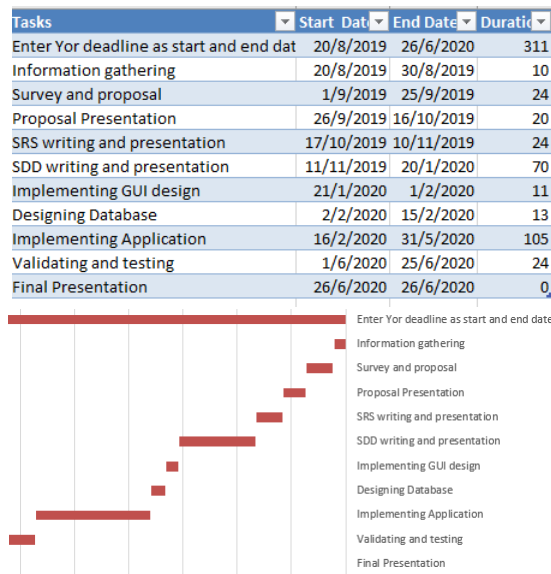 Tasks Start Date End Date Duratic
Enter Yor deadline as start and end dat 20/8/2019 26/6/2020 311
Information gathering 20/8/2019 30/8/2019 10
Survey and proposal 1/9/2019 25/9/2019 24
Proposal Presentation 26/9/2019 16/10/2019 20
SRS writing and presentation 17/10/2019 10/11/2019 24
SDD writing and presentation 11/11/2019 20/1/2020 70
Implementing GUI design 21/1/2020 1/2/2020 11
Designing Database 2/2/2020 15/2/2020 13
Implementing Application 16/2/2020 31/5/2020 105
Validating and testing 1/6/2020 25/6/2020 24
Final Presentation 26/6/2020 26/6/2020 0
Enter Yor deadline as start and end date
Information gathering
Survey and proposal
Proposal Presentation
SRS writing and presentation
SDD writing and presentation
Implementing GUI design
Designing Database
Implementing Application
Validating and testing
Final Presentation